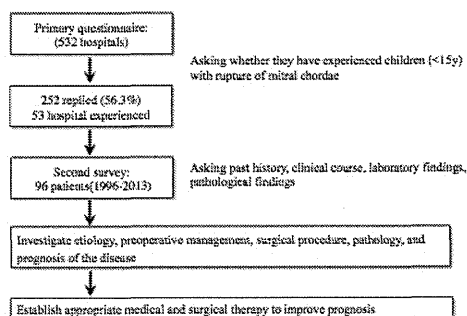 Primary questionnaire:
(532 hospitals)
Asking whether they have experienced children (<15y)
with rupture of mitral chordae
252 replied (56.3%)
53 hospital experienced
Second survey:
96 patients(1996-2013)
Asking past history, clinical course, laboratory findings,
pathological findings
Investigate etiology, preoperative management, surgical procedure, pathology, and
prognosis of the disease
Establish appropriate medical and surgical therapy to improve prognosis